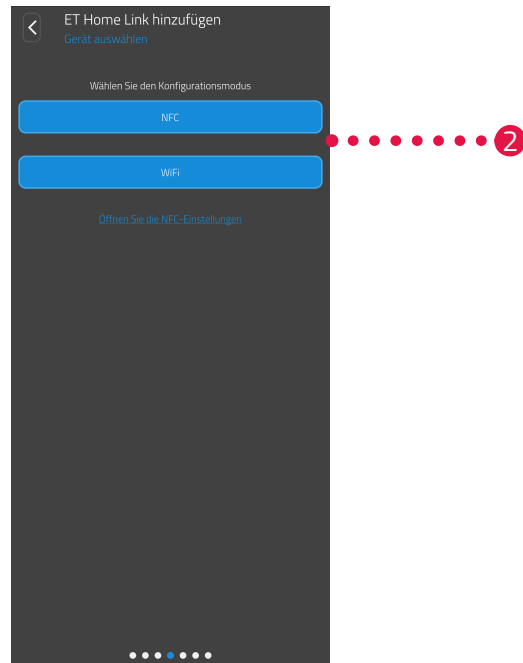 ET Home Link hinzufügen
Gerät auswählen
Wählen Sie den Konfigurationsmodus
NFC
2
WiFi
Öffnen Sie die NFC-Einstellungen